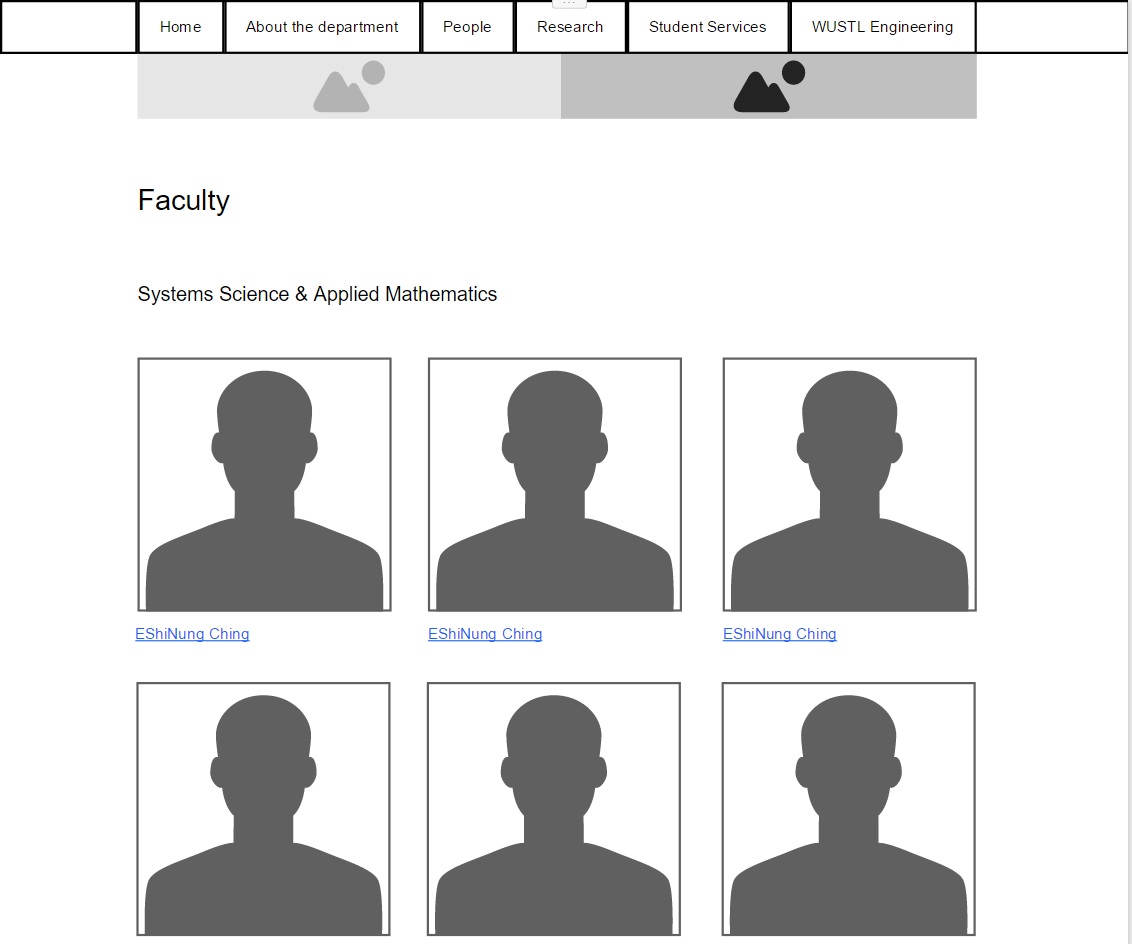 Home About the department People Research Student Services WUSTL Engineering
Faculty
Systems Science & Applied Mathematics
EShiNung Ching EShiNung Ching EShiNung Ching